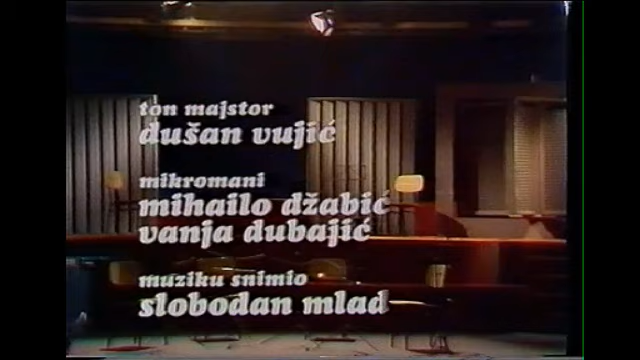 ton majstor
dušan vujić
mikromani
mihailo džabić
vanja dubajić
muziku snimio
slobodan mlad